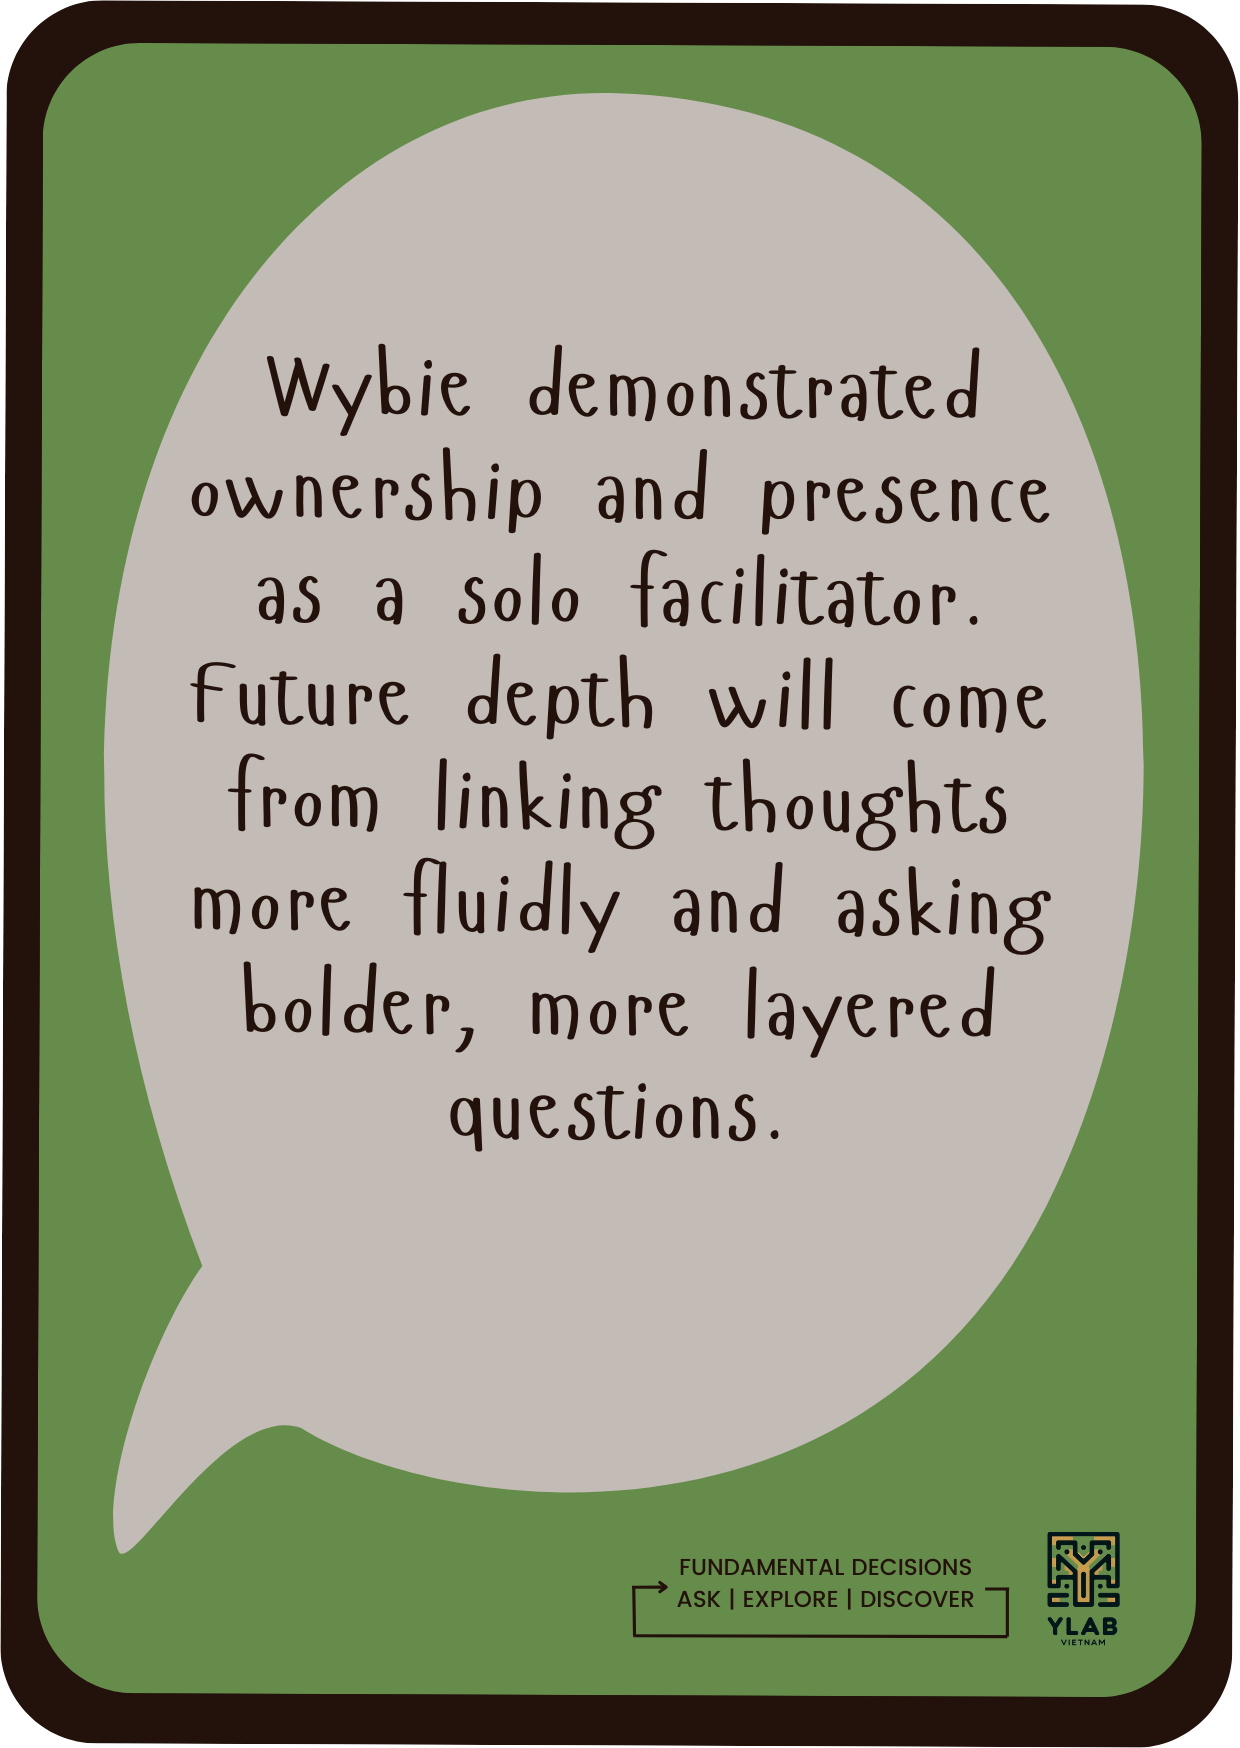 Wybie demonstrated
ownership and presence
as a solo facilitator.
Future depth will come
from linking thoughts
more fluidly and asking
bolder, more layered
questions.
FUNDAMENTAL DECISIONS
ASK | EXPLORE | DISCOVER
YLAB
VIETNAM